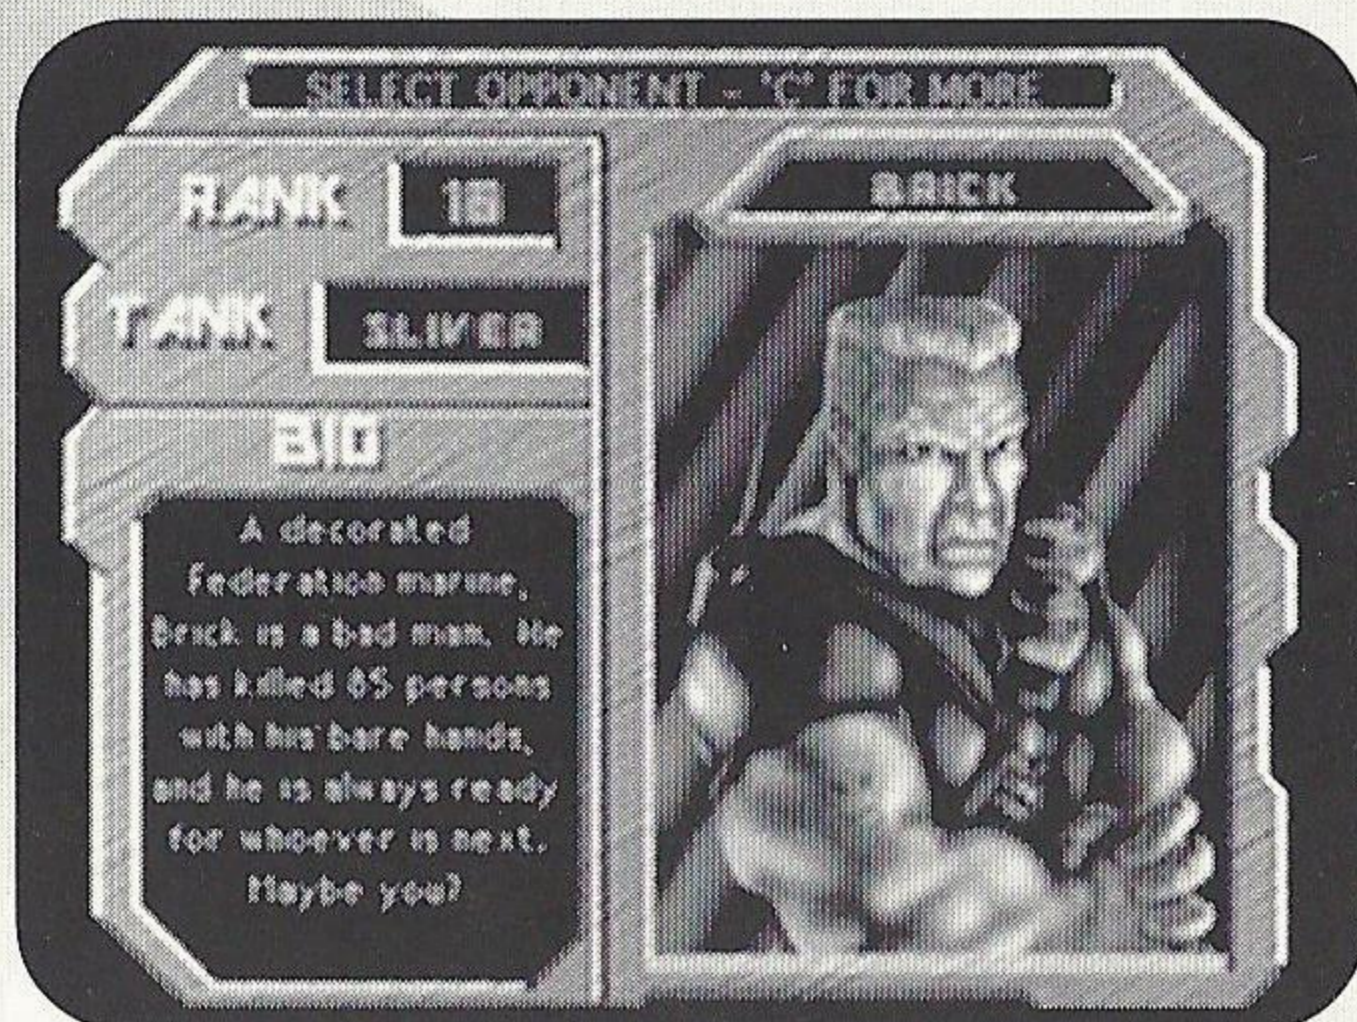 SELECT OPPONENT - "C" FOR MORE
RANK 18
TANK SLIVER
BIO
A decorated
Federation marine,
Brick is a bad man. He
has killed persons
with his bare hands,
and he is always ready
for whoever is next.
Maybe you?
BRICK